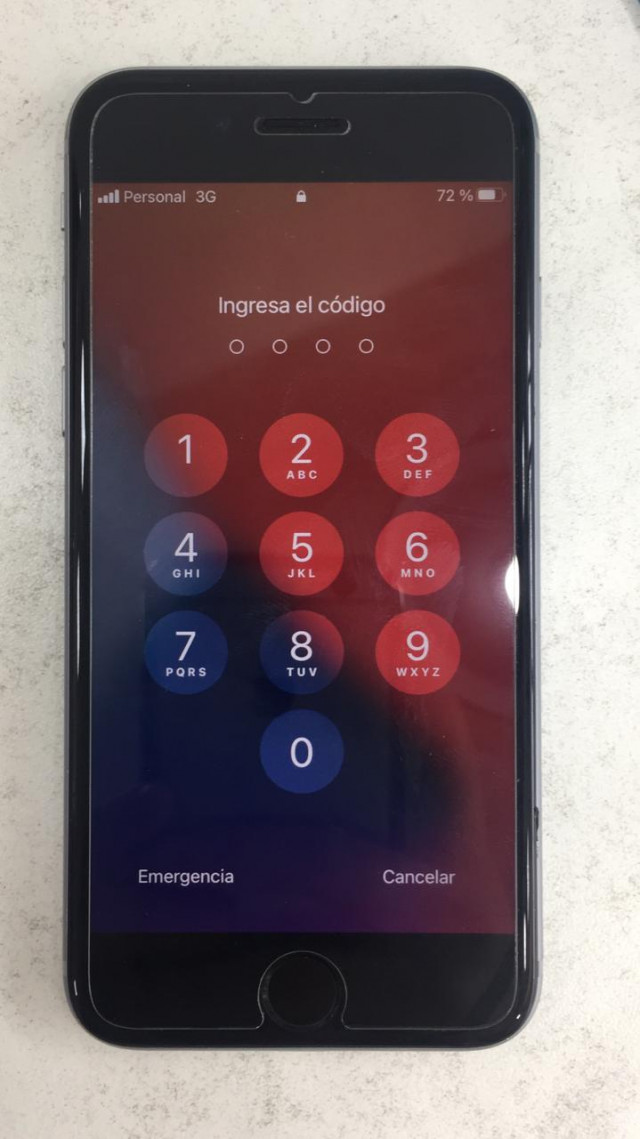 Personal 3G 72 %
Ingresa el código
1 2 3
ABC DEF
4 5 6
GHI JKL MNO
7 8 9
PQRS TUV WXYZ
0
Emergencia Cancelar